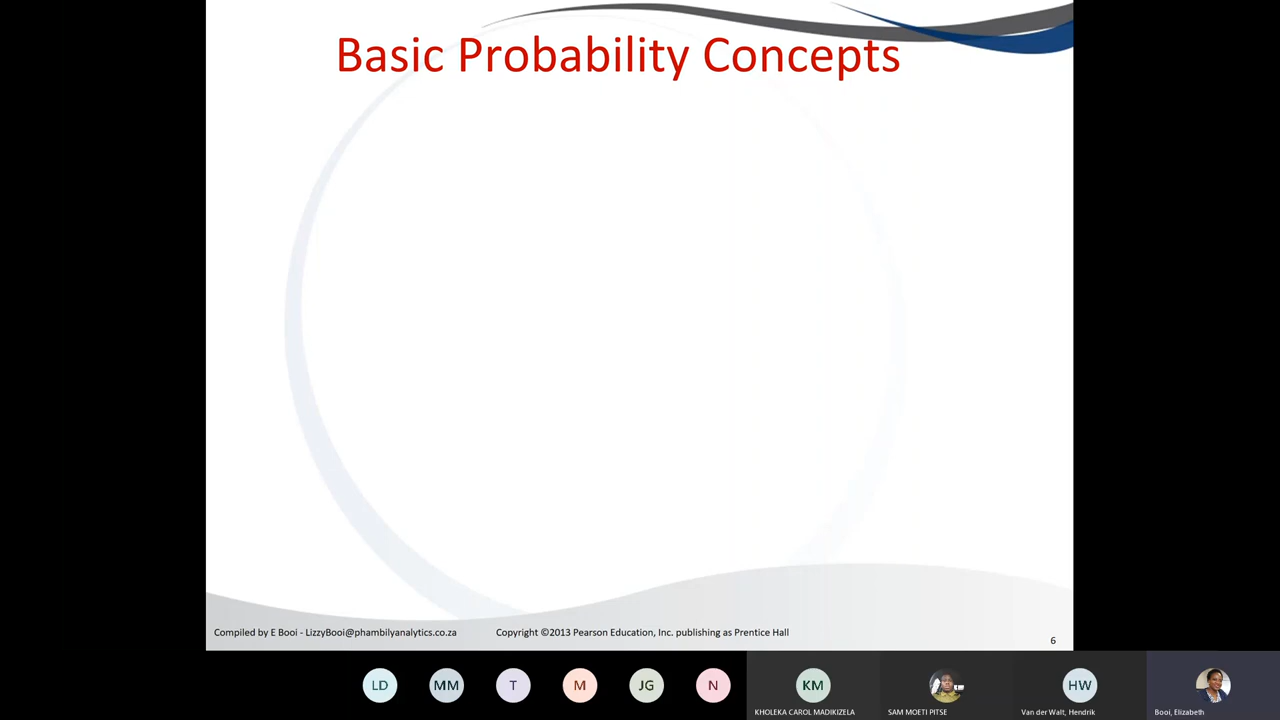 Basic Probability Concepts
Compiled by E Booi - LizzyBooi@phambilyanalytics.co.za
Copyright ©2013 Pearson Education, Inc. publishing as Prentice Hall
6
LD
MM
T
M
JG
N
KM
HW
KHOLEKA CAROL MADIKIZELA
SAM MOETI PITSE
Van der Walt, Hendrik
Booi, Elizabeth